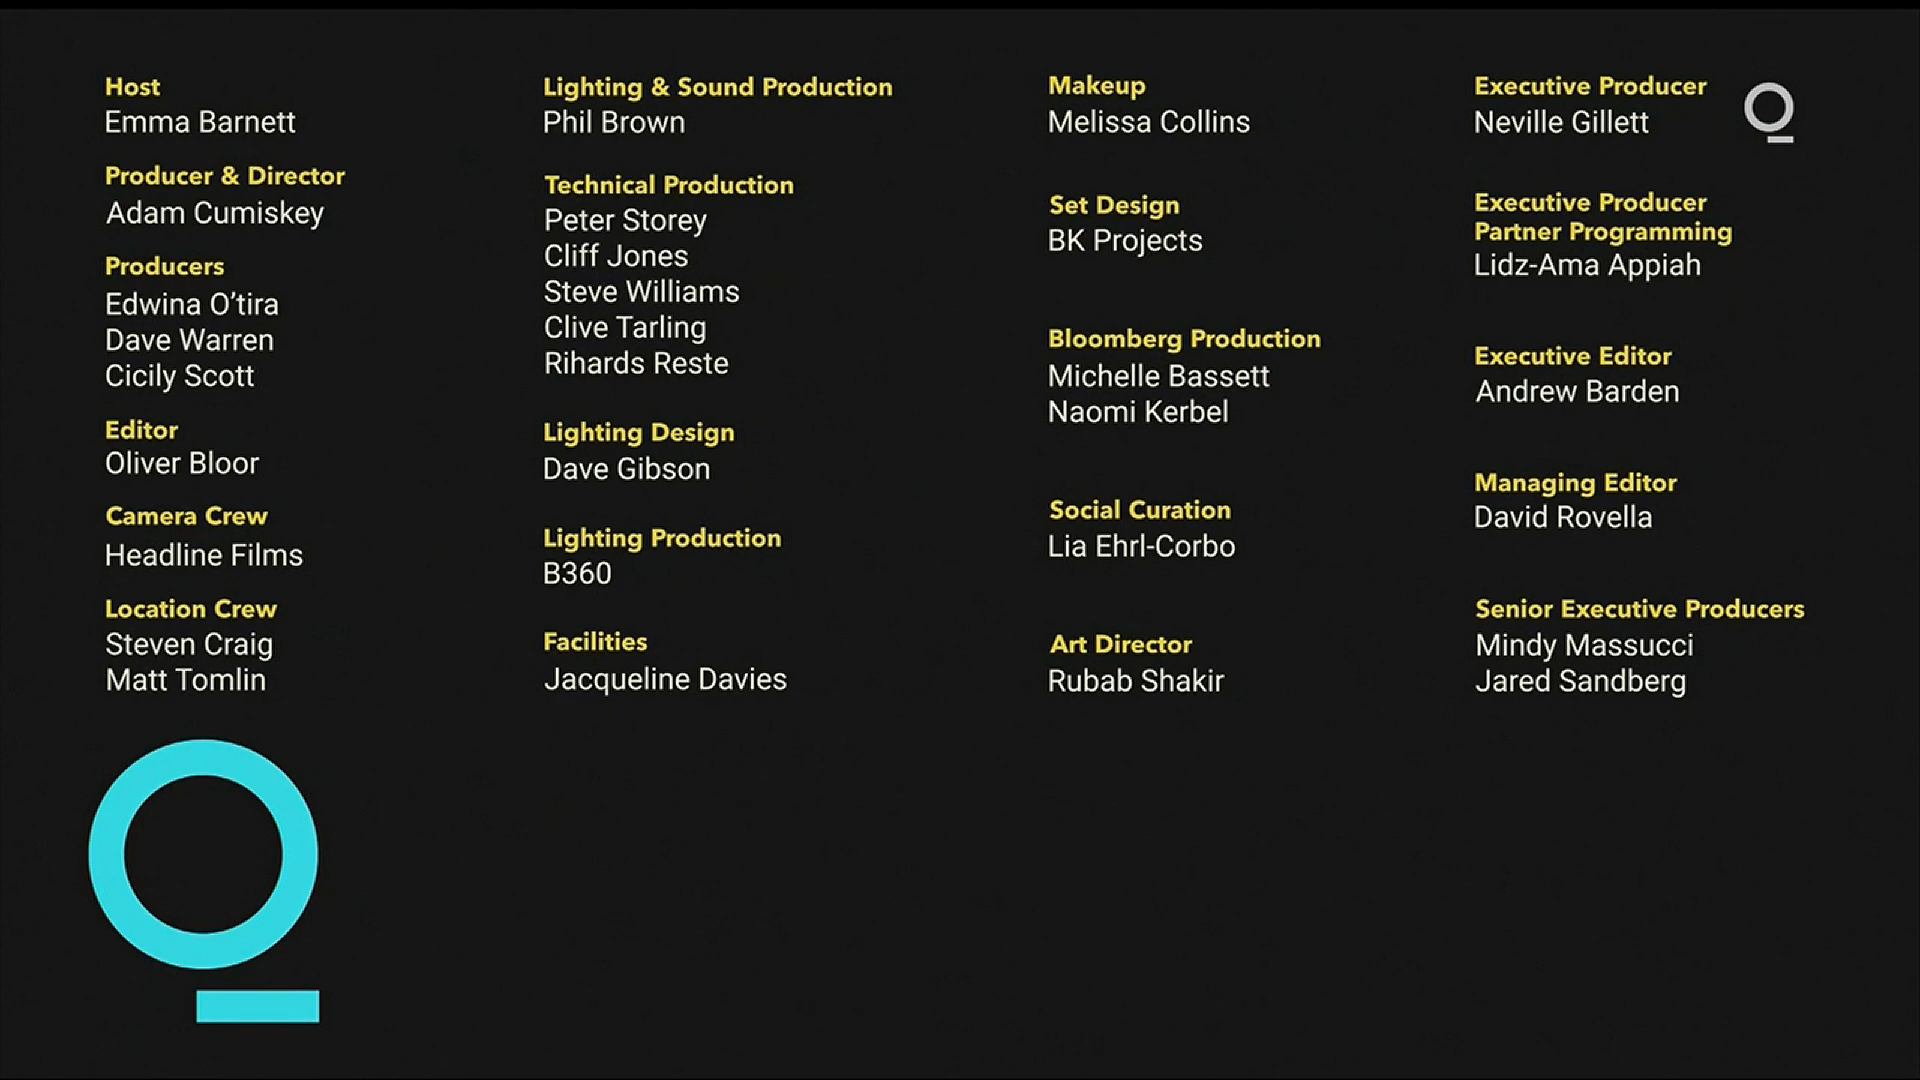 Host
Emma Barnett
Producer & Director
Adam Cumiskey
Producers
Edwina O’tira
Dave Warren
Cicily Scott
Editor
Oliver Bloor
Camera Crew
Headline Films
Location Crew
Steven Craig
Matt Tomlin
Lighting & Sound Production
Phil Brown
Technical Production
Peter Storey
Cliff Jones
Steve Williams
Clive Tarling
Rihards Reste
Lighting Design
Dave Gibson
Lighting Production
B360
Facilities
Jacqueline Davies
Makeup
Melissa Collins
Set Design
BK Projects
Bloomberg Production
Michelle Bassett
Naomi Kerbel
Social Curation
Lia Ehrl-Corbo
Art Director
Rubab Shakir
Executive Producer
Neville Gillett
Executive Producer
Partner Programming
Lidz-Ama Appiah
Executive Editor
Andrew Barden
Managing Editor
David Rovella
Senior Executive Producers
Mindy Massucci
Jared Sandberg